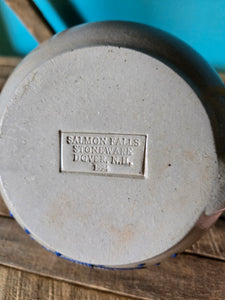 SALMON FALLS
STONEWARE
DOVER, N.H.